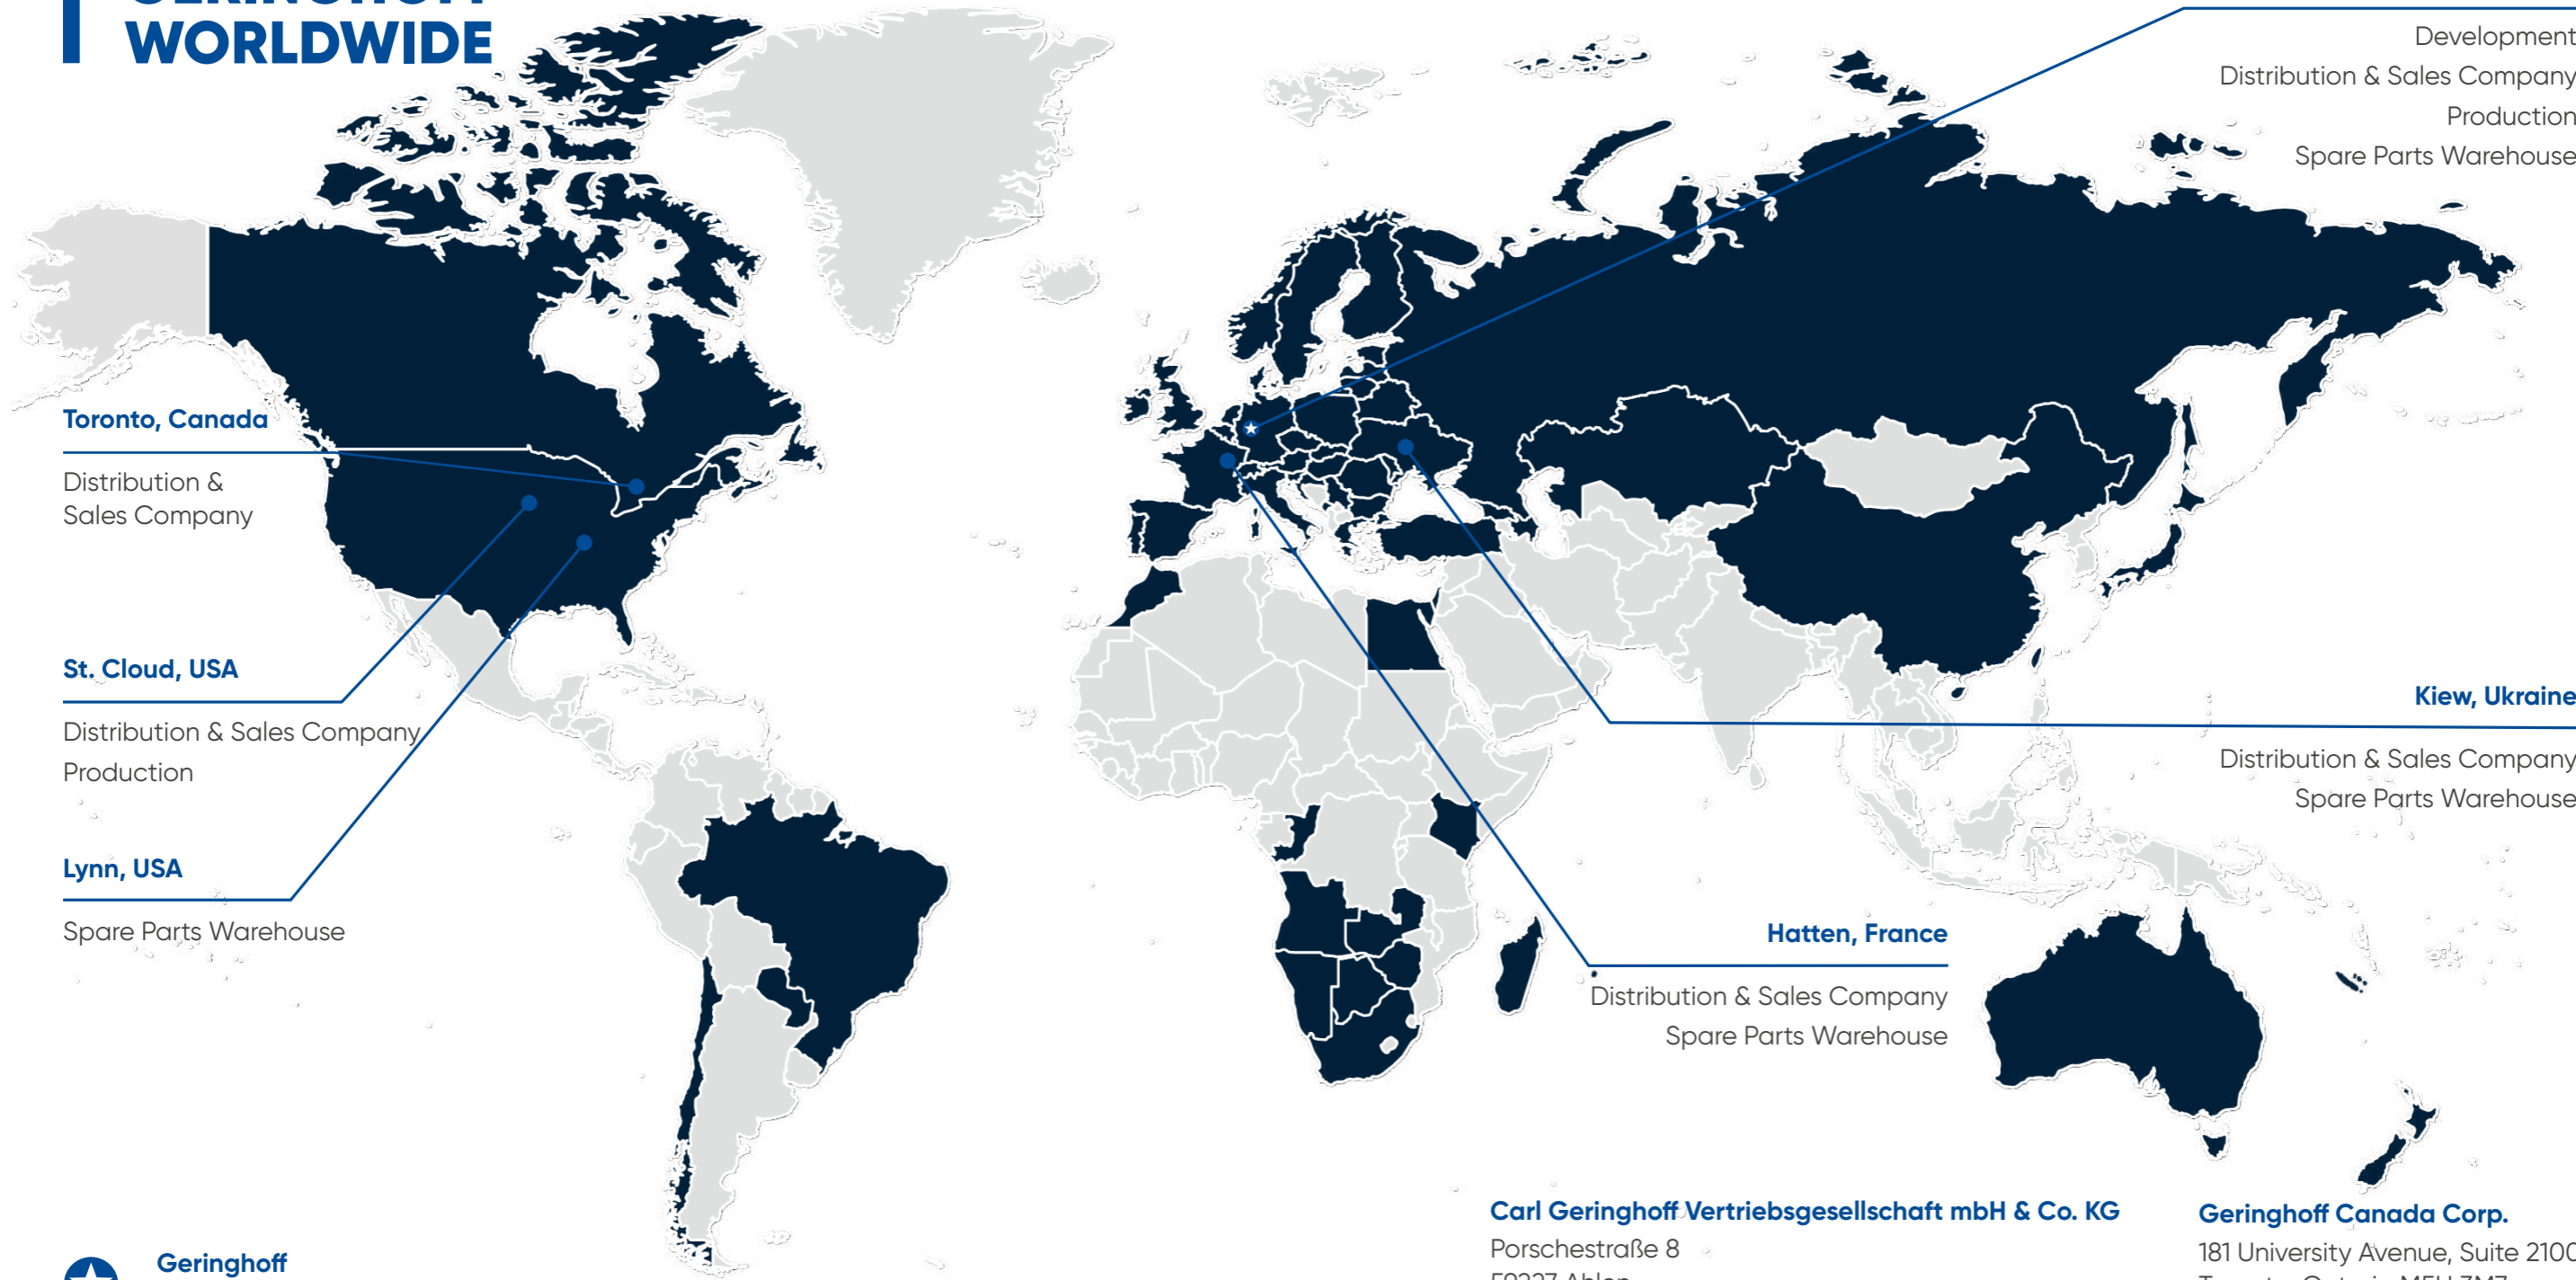 WORLDWIDE
Development
Distribution & Sales Company
Production
Spare Parts Warehouse
Toronto, Canada
Distribution &
Sales Company
St. Cloud, USA
Distribution & Sales Company
Production
Lynn, USA
Spare Parts Warehouse
Kiew, Ukraine
Distribution & Sales Company
Spare Parts Warehouse
Hatten, France
Distribution & Sales Company
Spare Parts Warehouse
Geringhoff
Carl Geringhoff Vertriebsgesellschaft mbH & Co. KG
Porschestraße 8
Geringhoff Canada Corp.
181 University Avenue, Suite 2100